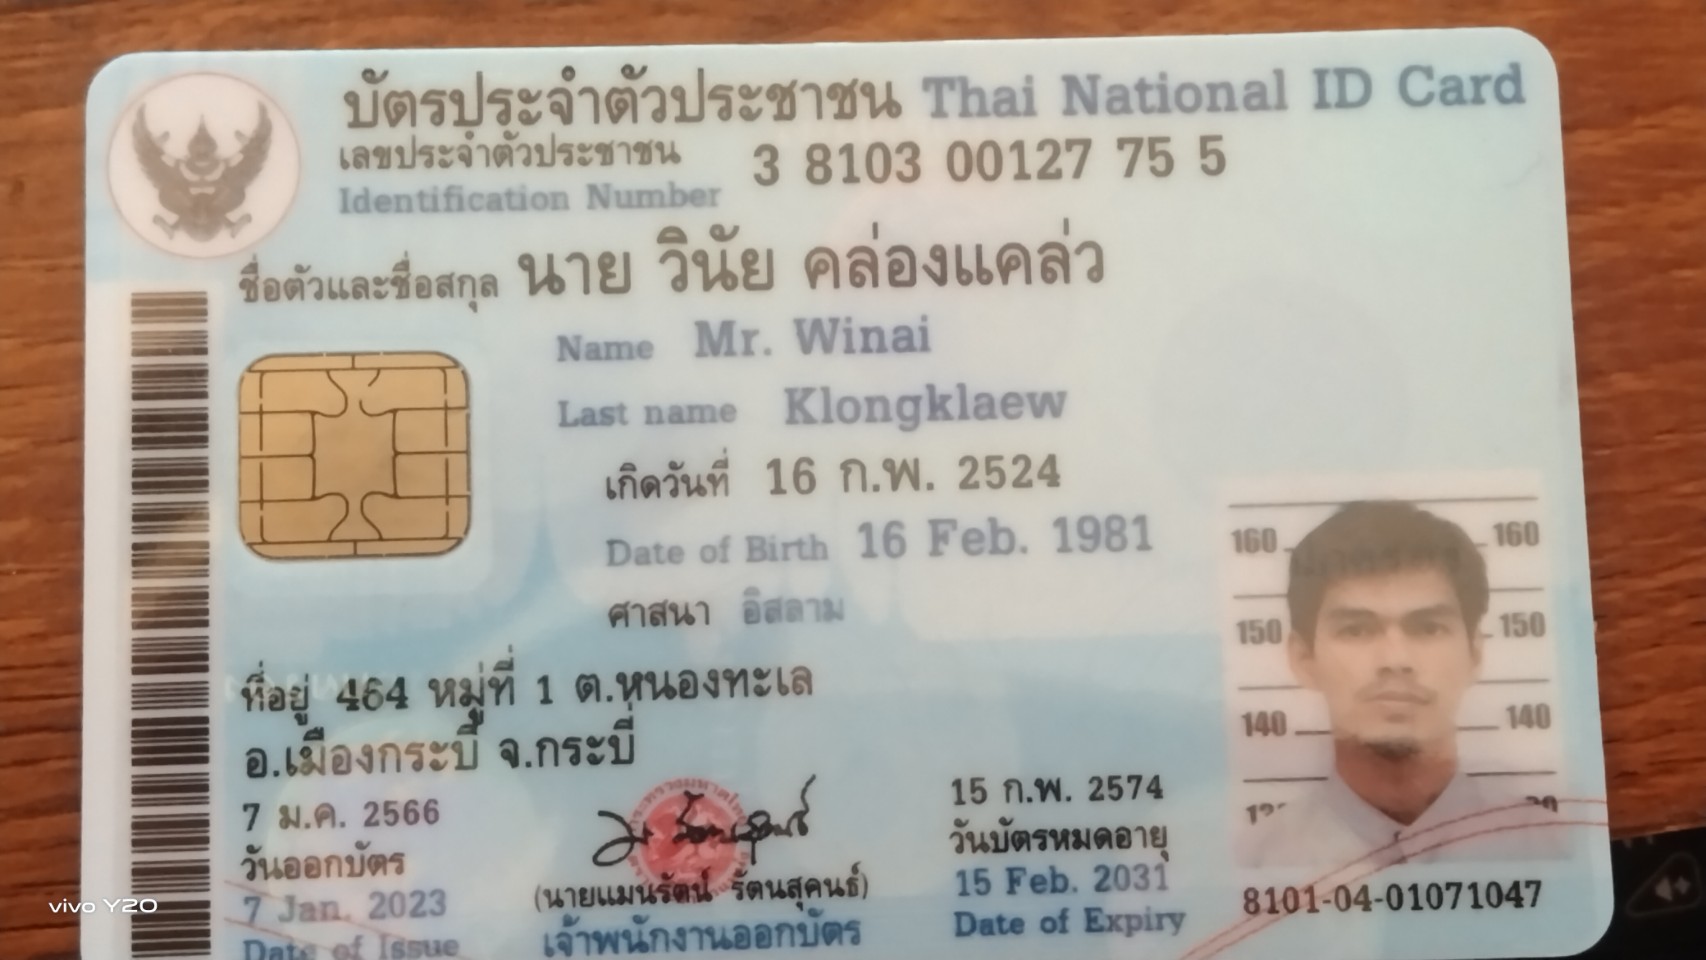 บัตรประจำตัวประชาชน Thai National ID Card
เลขประจำตัวประชาชน
Identification Number 3 8103 00127 75 5
ชื่อตัวและชื่อสกุล นาย วินัย คล่องแคล่ว
Name Mr. Winai
Last name Klongklaew
เกิดวันที่ 16 ก.พ. 2524
Date of Birth 16 Feb. 1981
ศาสนา อิสลาม
ที่อยู่ 464 หมู่ที่ 1 ต.หนองทะเล
อ.เมืองกระบี่ จ.กระบี่
7 ม.ค. 2566
วันออกบัตร
7 Jan. 2023
Date of Issue
(นายแมนรัตน์ รัตนสุคนธ์)
เจ้าพนักงานออกบัตร
15 ก.พ. 2574
วันบัตรหมดอายุ
15 Feb. 2031
Date of Expiry
160 160
150 150
140 140
8101-04-01071047
vivo Y20